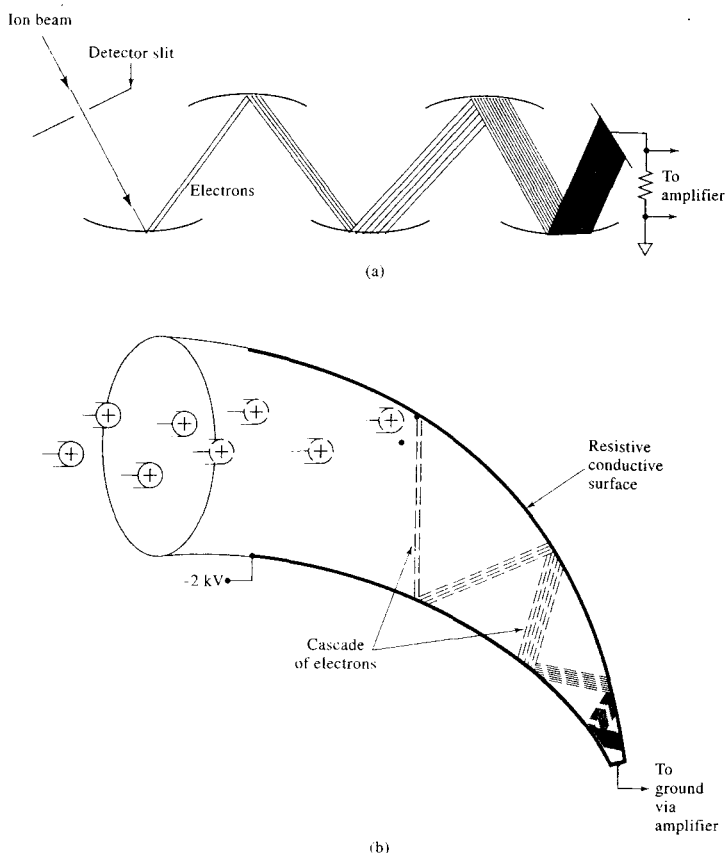 Ion beam
Detector slit
Electrons
To
amplifier
(a)
+
+
+
+
+
+
+
+
Resistive
conductive
surface
-2 kV
Cascade
of electrons
To
ground
via
amplifier
(b)